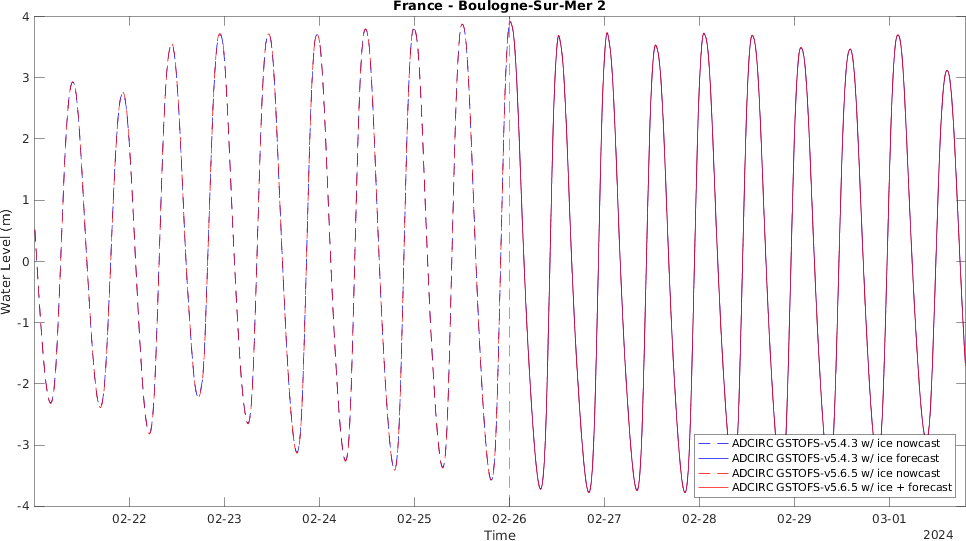 France - Boulogne-Sur-Mer 2
4
3
2
1
0
-1
-2
-3
-4
Water Level (m)
ADCIRC GSTOFS-v5.4.3 w/ ice nowcast
ADCIRC GSTOFS-v5.4.3 w/ ice forecast
ADCIRC GSTOFS-v5.6.5 w/ ice nowcast
ADCIRC GSTOFS-v5.6.5 w/ ice + forecast
02-22 02-23 02-24 02-25 02-26 02-27 02-28 02-29 03-01
Time
2024